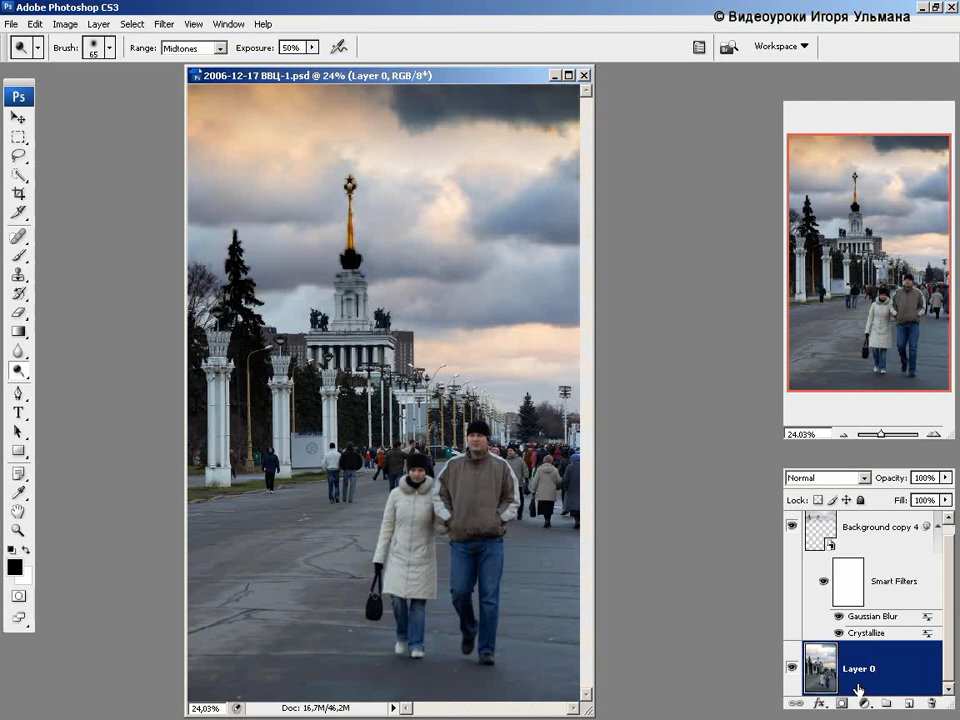 Adobe Photoshop CS3
File Edit Image Layer Select Filter View Window Help
© Видеоуроки Игоря Ульмана
Brush: 65 Range: Midtones Exposure: 50% Workspace
2006-12-17 ВВЦ-1.psd @ 24% (Layer 0, RGB/8*)
Ps
T
24.03%
Normal Opacity: 100%
Lock: Fill: 100%
Background copy 4
Smart Filters
Gaussian Blur
Crystallize
Layer 0
24,03% Doc: 16,7M/46,2M
fx